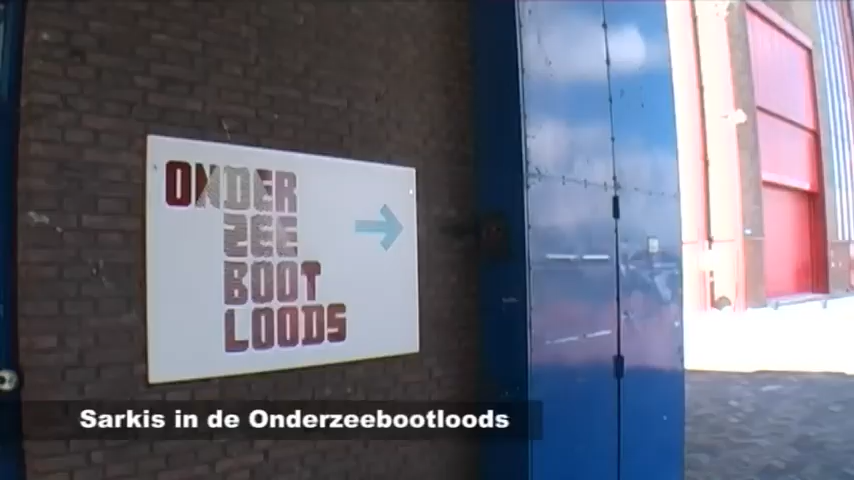 ONDER
ZEE
BOOT
LOODS
Sarkis in de Onderzeebootloods